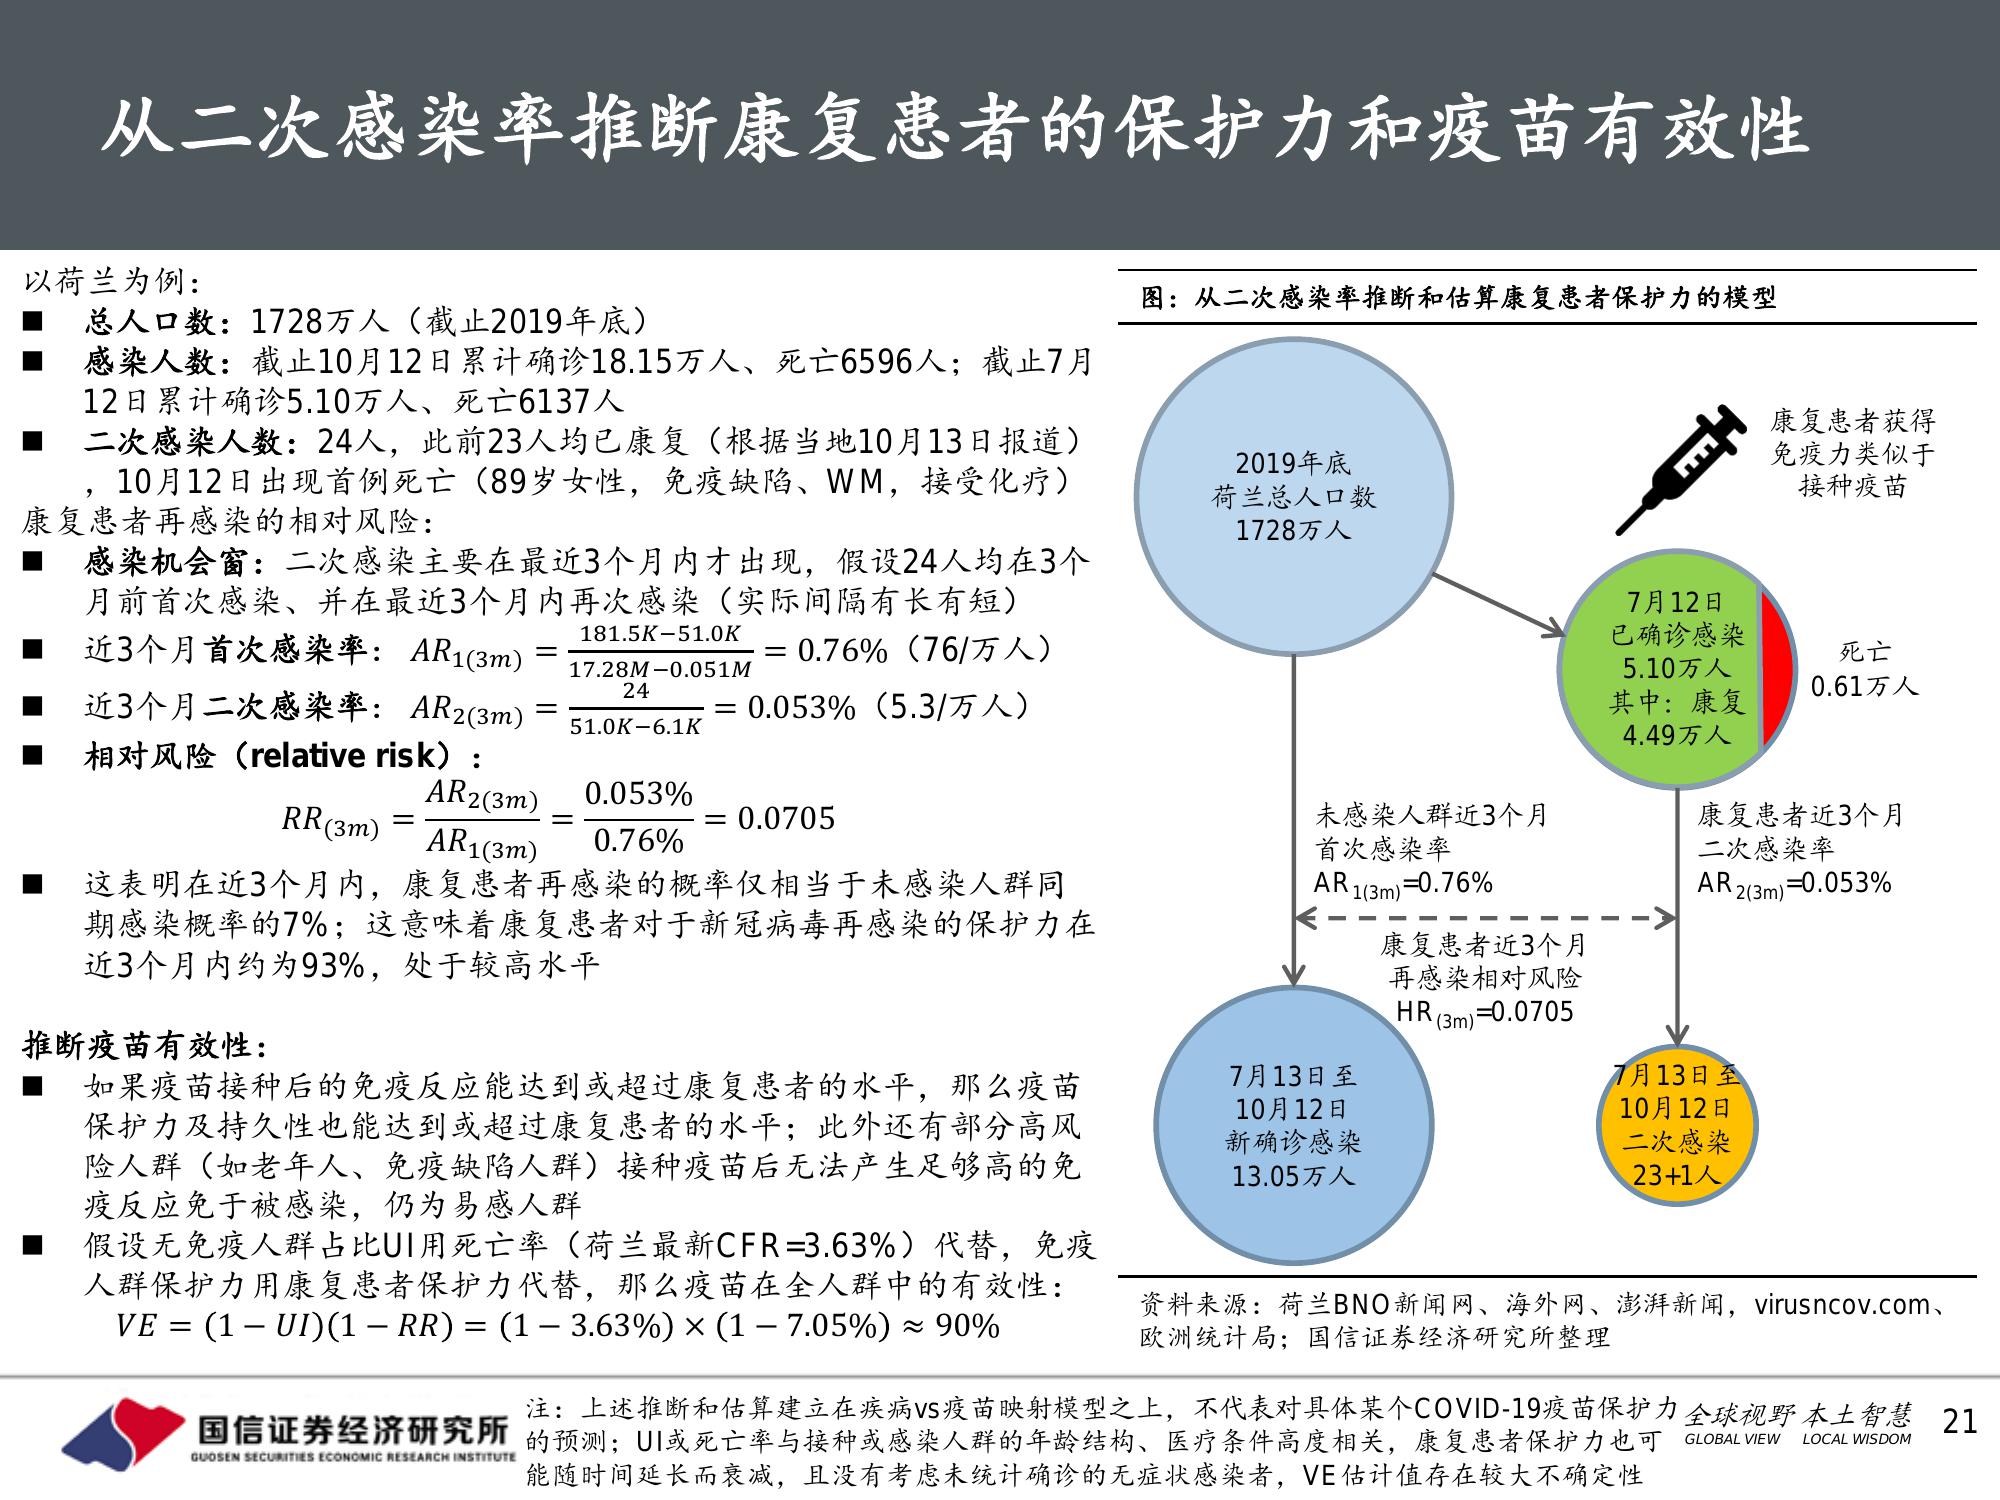 从二次感染率推断康复患者的保护力和疫苗有效性
以荷兰为例：
■ 总人口数：1728万人（截止2019年底）
■ 感染人数：截止10月12日累计确诊18.15万人、死亡6596人；截止7月
12日累计确诊5.10万人、死亡6137人
■ 二次感染人数：24人，此前23人均已康复（根据当地10月13日报道）
，10月12日出现首例死亡（89岁女性，免疫缺陷、WM，接受化疗）
康复患者再感染的相对风险：
■ 感染机会窗：二次感染主要在最近3个月内才出现，假设24人均在3个
月前首次感染、并在最近3个月内再次感染（实际间隔有长有短）
■ 近3个月首次感染率： AR1(3m) = (181.5K−51.0K)/(17.28M−0.051M) = 0.76%（76/万人）
■ 近3个月二次感染率： AR2(3m) = 24/(51.0K−6.1K) = 0.053%（5.3/万人）
■ 相对风险（relative risk）：
RR(3m) = AR2(3m)/AR1(3m) = 0.053%/0.76% = 0.0705
■ 这表明在近3个月内，康复患者再感染的概率仅相当于未感染人群同
期感染概率的7%；这意味着康复患者对于新冠病毒再感染的保护力在
近3个月内约为93%，处于较高水平
推断疫苗有效性：
■ 如果疫苗接种后的免疫反应能达到或超过康复患者的水平，那么疫苗
保护力及持久性也能达到或超过康复患者的水平；此外还有部分高风
险人群（如老年人、免疫缺陷人群）接种疫苗后无法产生足够高的免
疫反应免于被感染，仍为易感人群
■ 假设无免疫人群占比UI用死亡率（荷兰最新CFR=3.63%）代替，免疫
人群保护力用康复患者保护力代替，那么疫苗在全人群中的有效性：
VE = (1 − UI)(1 − RR) = (1 − 3.63%) × (1 − 7.05%) ≈ 90%
图：从二次感染率推断和估算康复患者保护力的模型
2019年底
荷兰总人口数
1728万人
康复患者获得
免疫力类似于
接种疫苗
7月12日
已确诊感染
5.10万人
其中：康复
4.49万人
死亡
0.61万人
未感染人群近3个月
首次感染率
AR1(3m)=0.76%
康复患者近3个月
二次感染率
AR2(3m)=0.053%
康复患者近3个月
再感染相对风险
HR(3m)=0.0705
7月13日至
10月12日
新确诊感染
13.05万人
7月13日至
10月12日
二次感染
23+1人
资料来源：荷兰BNO新闻网、海外网、澎湃新闻，virusncov.com、
欧洲统计局；国信证券经济研究所整理
国信证券经济研究所
GUOSEN SECURITIES ECONOMIC RESEARCH INSTITUTE
注：上述推断和估算建立在疾病vs疫苗映射模型之上，不代表对具体某个COVID-19疫苗保护力
的预测；UI或死亡率与接种或感染人群的年龄结构、医疗条件高度相关，康复患者保护力也可
能随时间延长而衰减，且没有考虑未统计确诊的无症状感染者，VE估计值存在较大不确定性
全球视野 本土智慧
GLOBAL VIEW LOCAL WISDOM
21